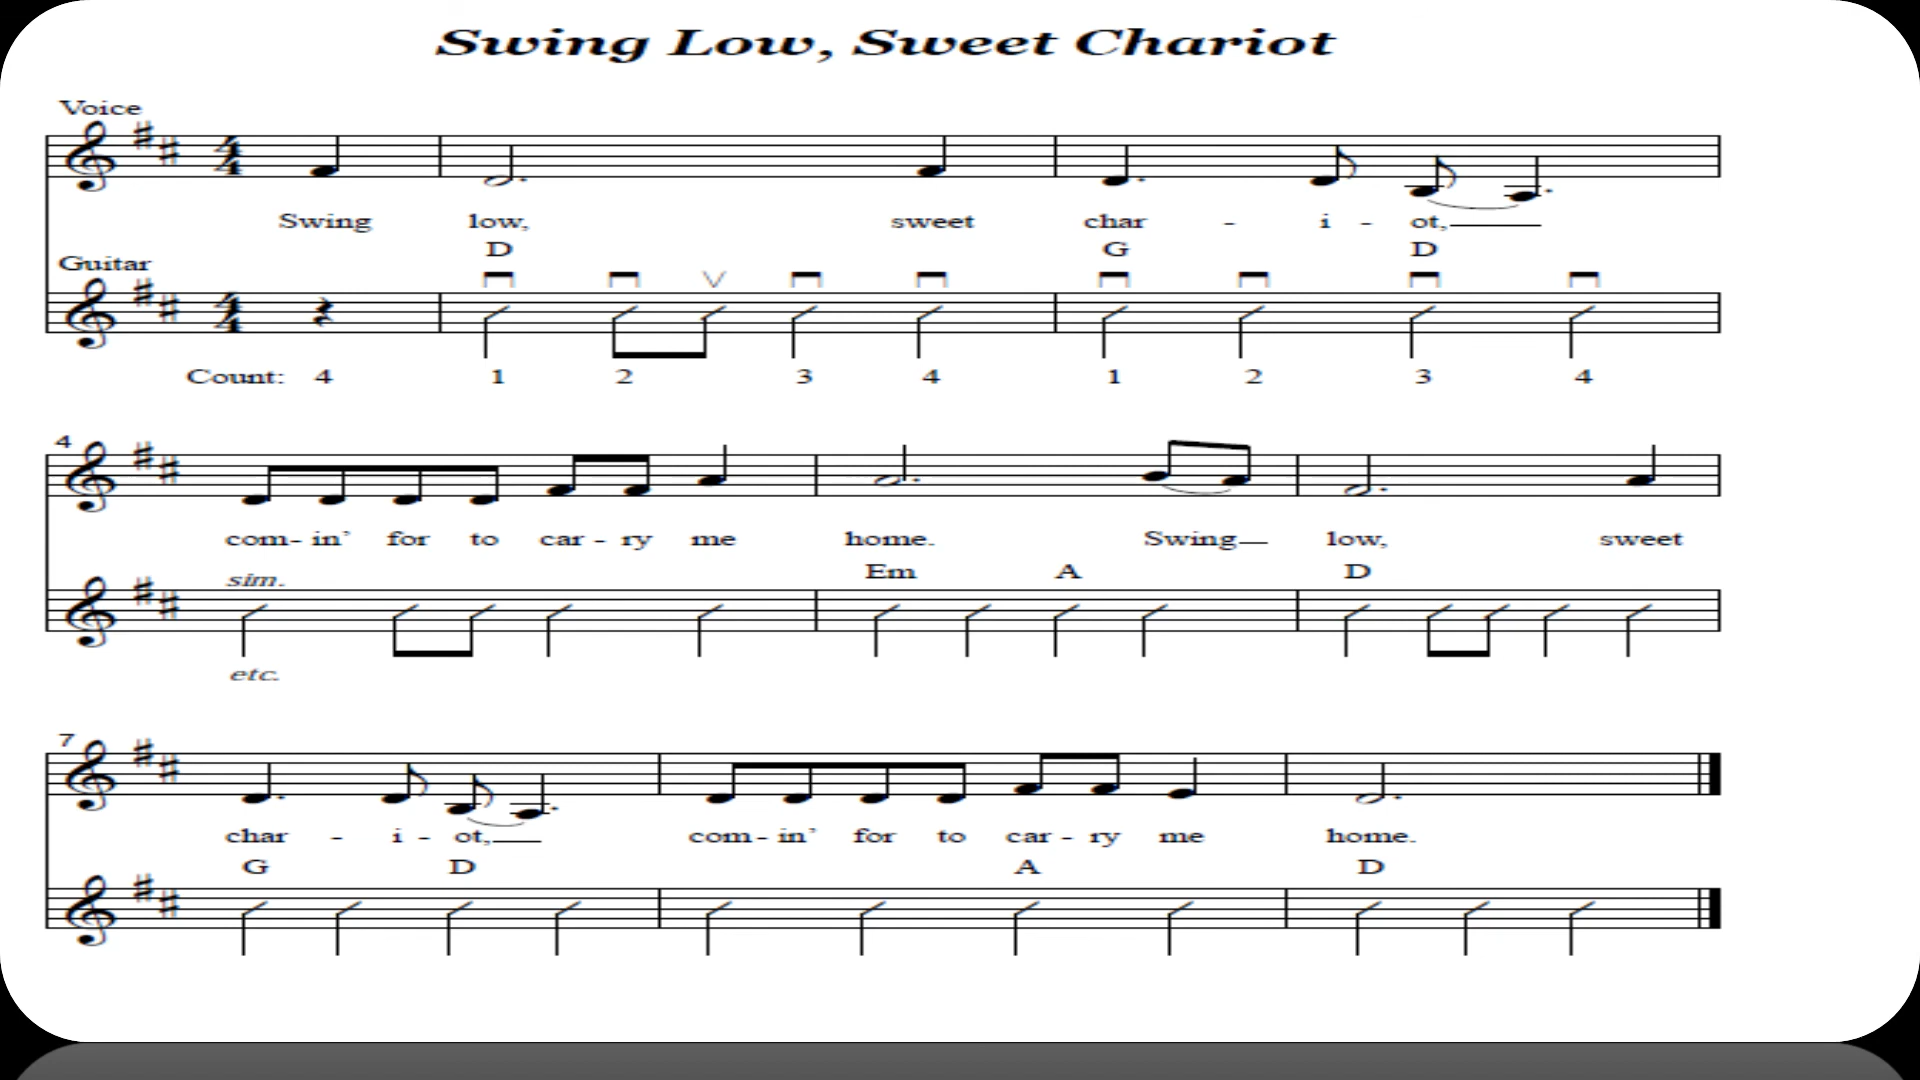 Swing Low, Sweet Chariot
Voice
Swing low, sweet char - i - ot,
D G D
Guitar
Count: 4 1 2 3 4 1 2 3 4
4
com- in’ for to car - ry me home. Swing low, sweet
sim. Em A D
etc.
7
char - i - ot, com- in’ for to car - ry me home.
G D A D